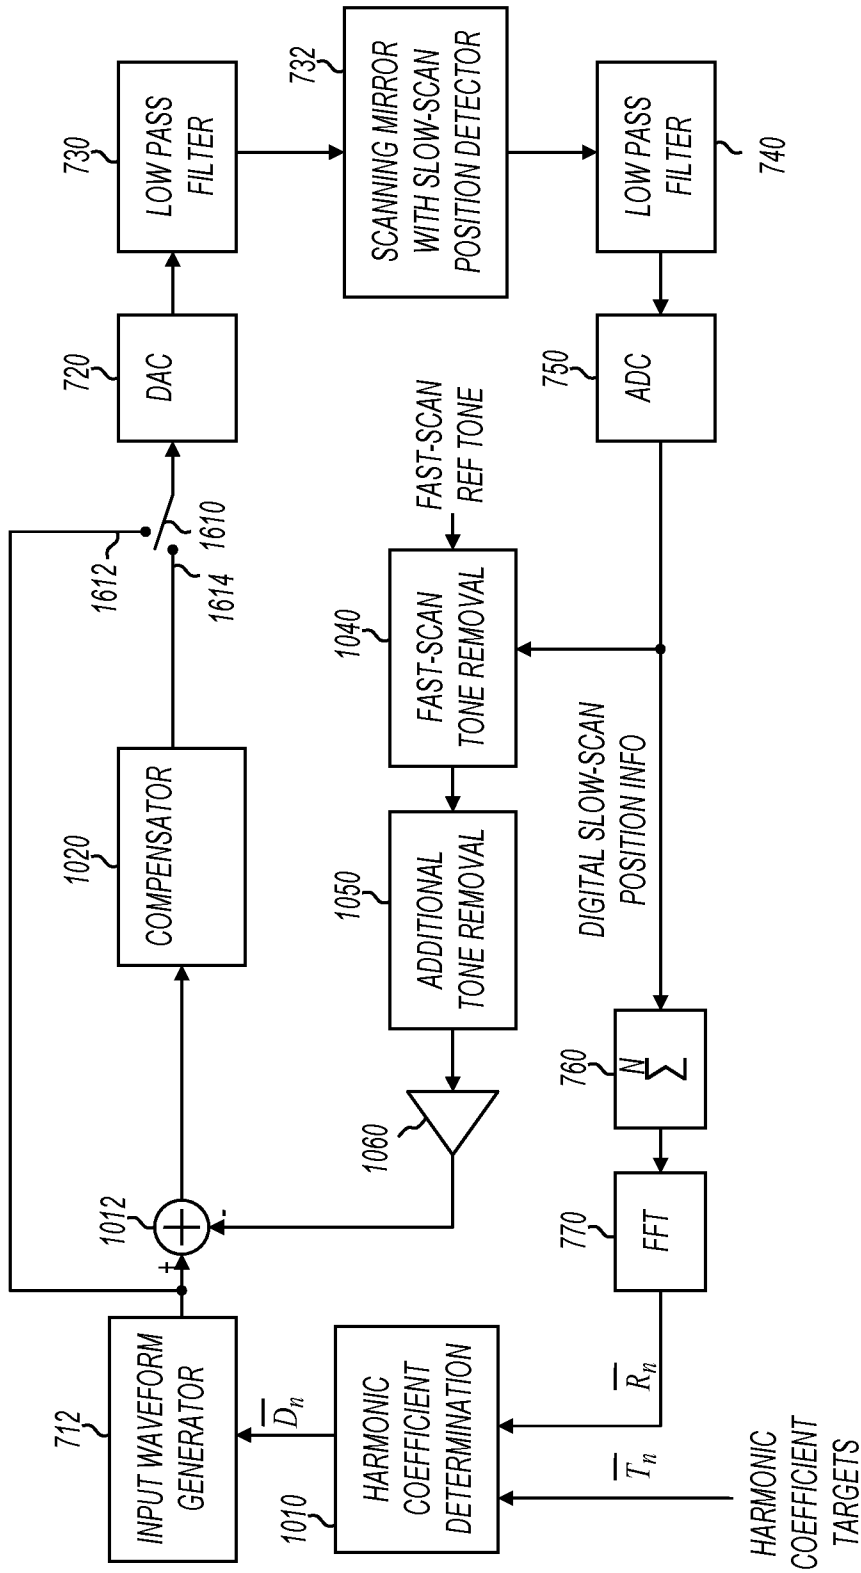 712
INPUT WAVEFORM
GENERATOR
+
1012
-
1020
COMPENSATOR
1612
1614
1610
720
DAC
730
LOW PASS
FILTER
732
SCANNING MIRROR
WITH SLOW-SCAN
POSITION DETECTOR
740
LOW PASS
FILTER
750
ADC
FAST-SCAN
REF TONE
1040
FAST-SCAN
TONE REMOVAL
1050
ADDITIONAL
TONE REMOVAL
1060
DIGITAL SLOW-SCAN
POSITION INFO
760
N
Σ
770
FFT
1010
HARMONIC
COEFFICIENT
DETERMINATION
D̅n
R̅n
T̅n
HARMONIC
COEFFICIENT
TARGETS